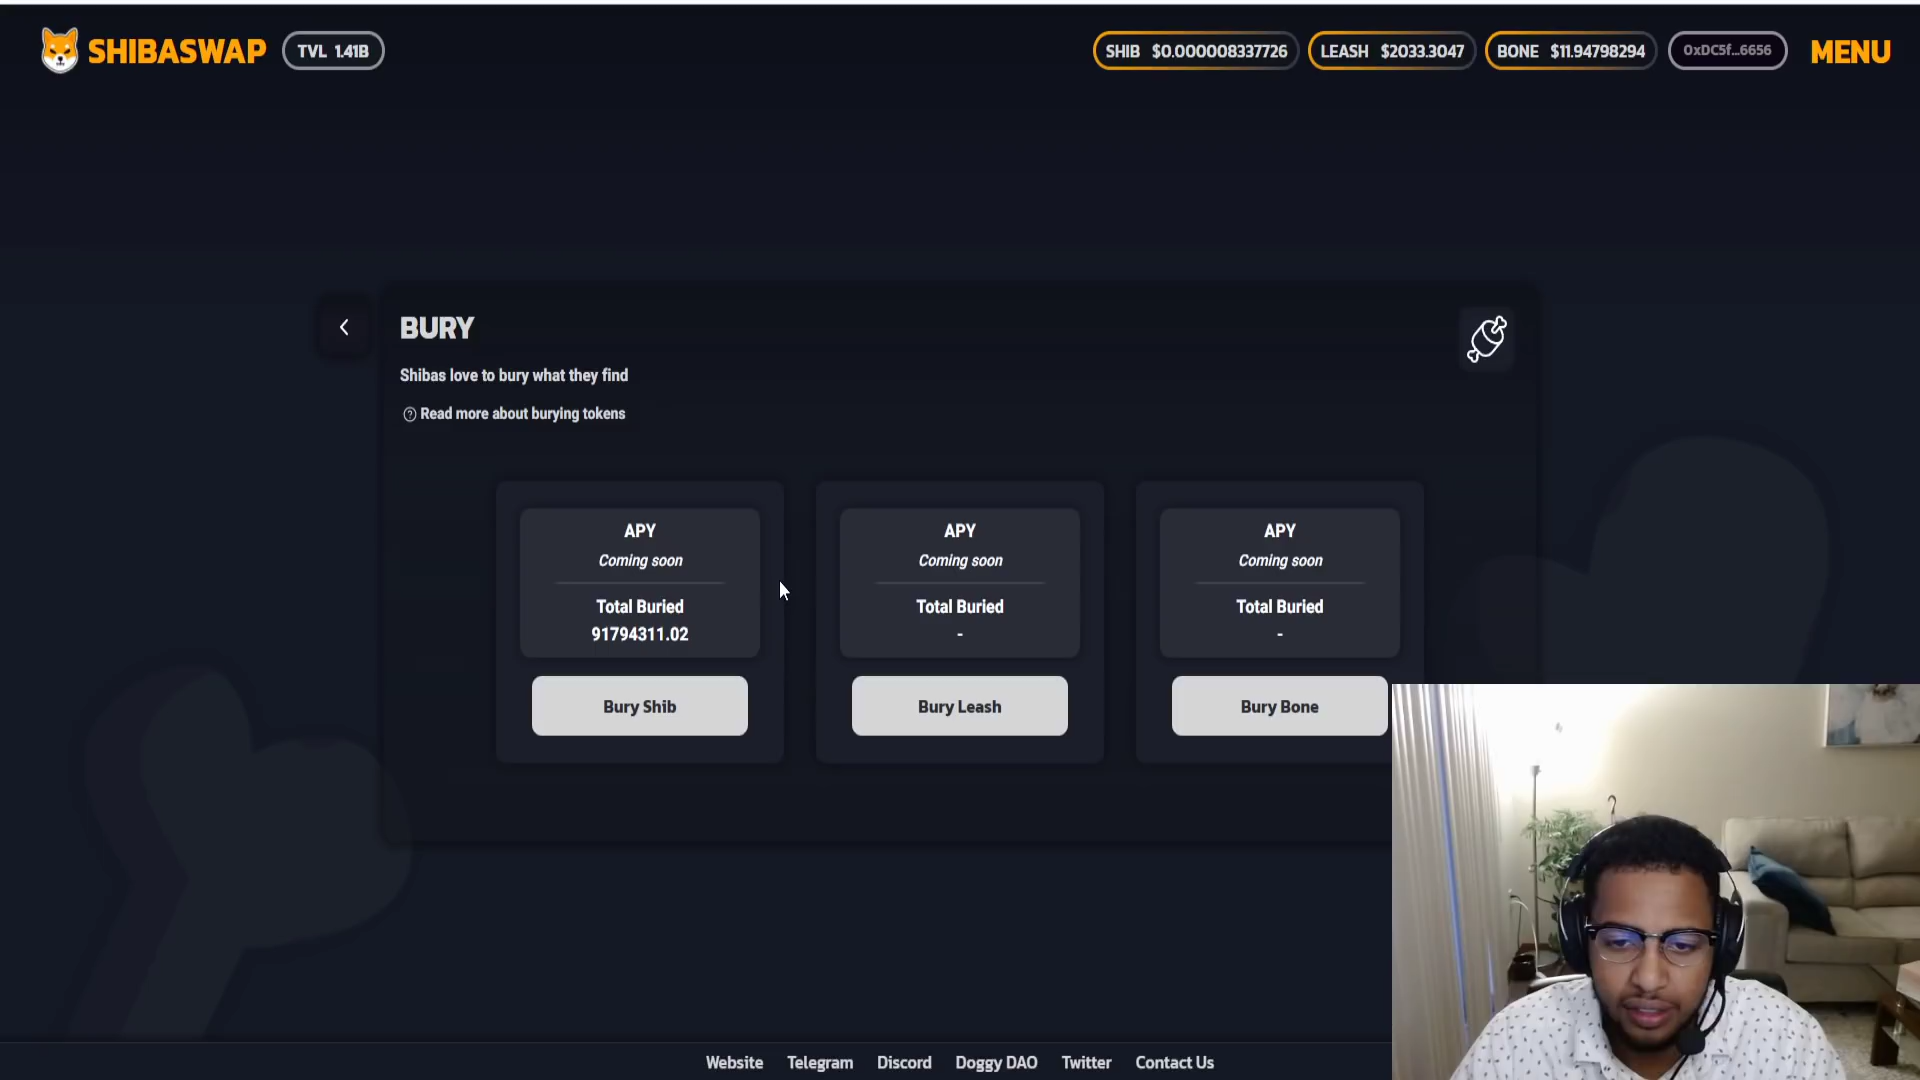 SHIBASWAP
TVL 1.41B
SHIB $0.000008337726
LEASH $2033.3047
BONE $11.94798294
0xDC5f...6656
MENU
BURY
Shibas love to bury what they find
? Read more about burying tokens
APY
Coming soon
Total Buried
91794311.02
Bury Shib
APY
Coming soon
Total Buried
-
Bury Leash
APY
Coming soon
Total Buried
-
Bury Bone
Website Telegram Discord Doggy DAO Twitter Contact Us